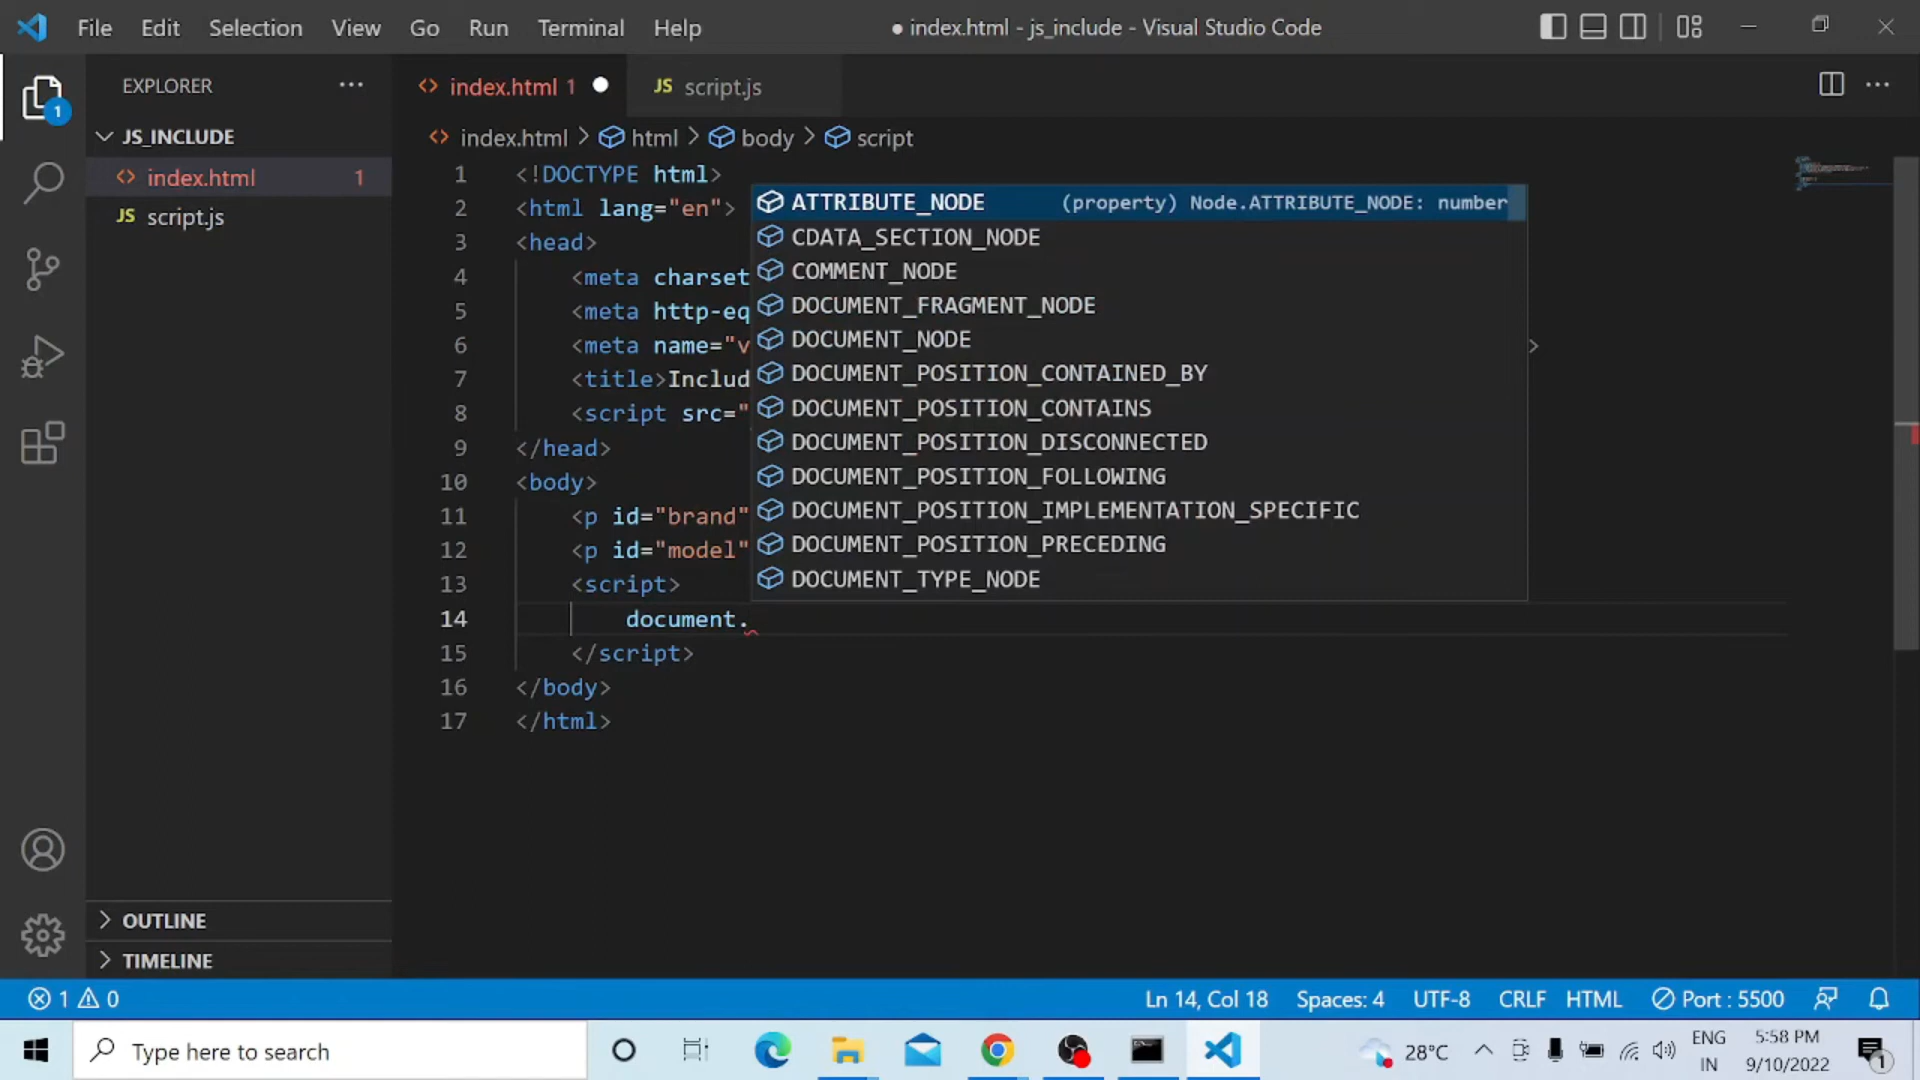 File Edit Selection View Go Run Terminal Help
● index.html - js_include - Visual Studio Code
EXPLORER
index.html 1
JS script.js
1
JS_INCLUDE
index.html > html > body > script
index.html 1
JS script.js
1 <!DOCTYPE html>
2 <html lang="en">
3 <head>
4 <meta charset
5 <meta http-eq
6 <meta name="v >
7 <title>Includ
8 <script src="
9 </head>
10 <body>
11 <p id="brand"
12 <p id="model"
13 <script>
14 document.
15 </script>
16 </body>
17 </html>
ATTRIBUTE_NODE (property) Node.ATTRIBUTE_NODE: number
CDATA_SECTION_NODE
COMMENT_NODE
DOCUMENT_FRAGMENT_NODE
DOCUMENT_NODE
DOCUMENT_POSITION_CONTAINED_BY
DOCUMENT_POSITION_CONTAINS
DOCUMENT_POSITION_DISCONNECTED
DOCUMENT_POSITION_FOLLOWING
DOCUMENT_POSITION_IMPLEMENTATION_SPECIFIC
DOCUMENT_POSITION_PRECEDING
DOCUMENT_TYPE_NODE
OUTLINE
TIMELINE
1 0
Ln 14, Col 18 Spaces: 4 UTF-8 CRLF HTML Port : 5500
Type here to search
28°C
ENG
IN
5:58 PM
9/10/2022
1